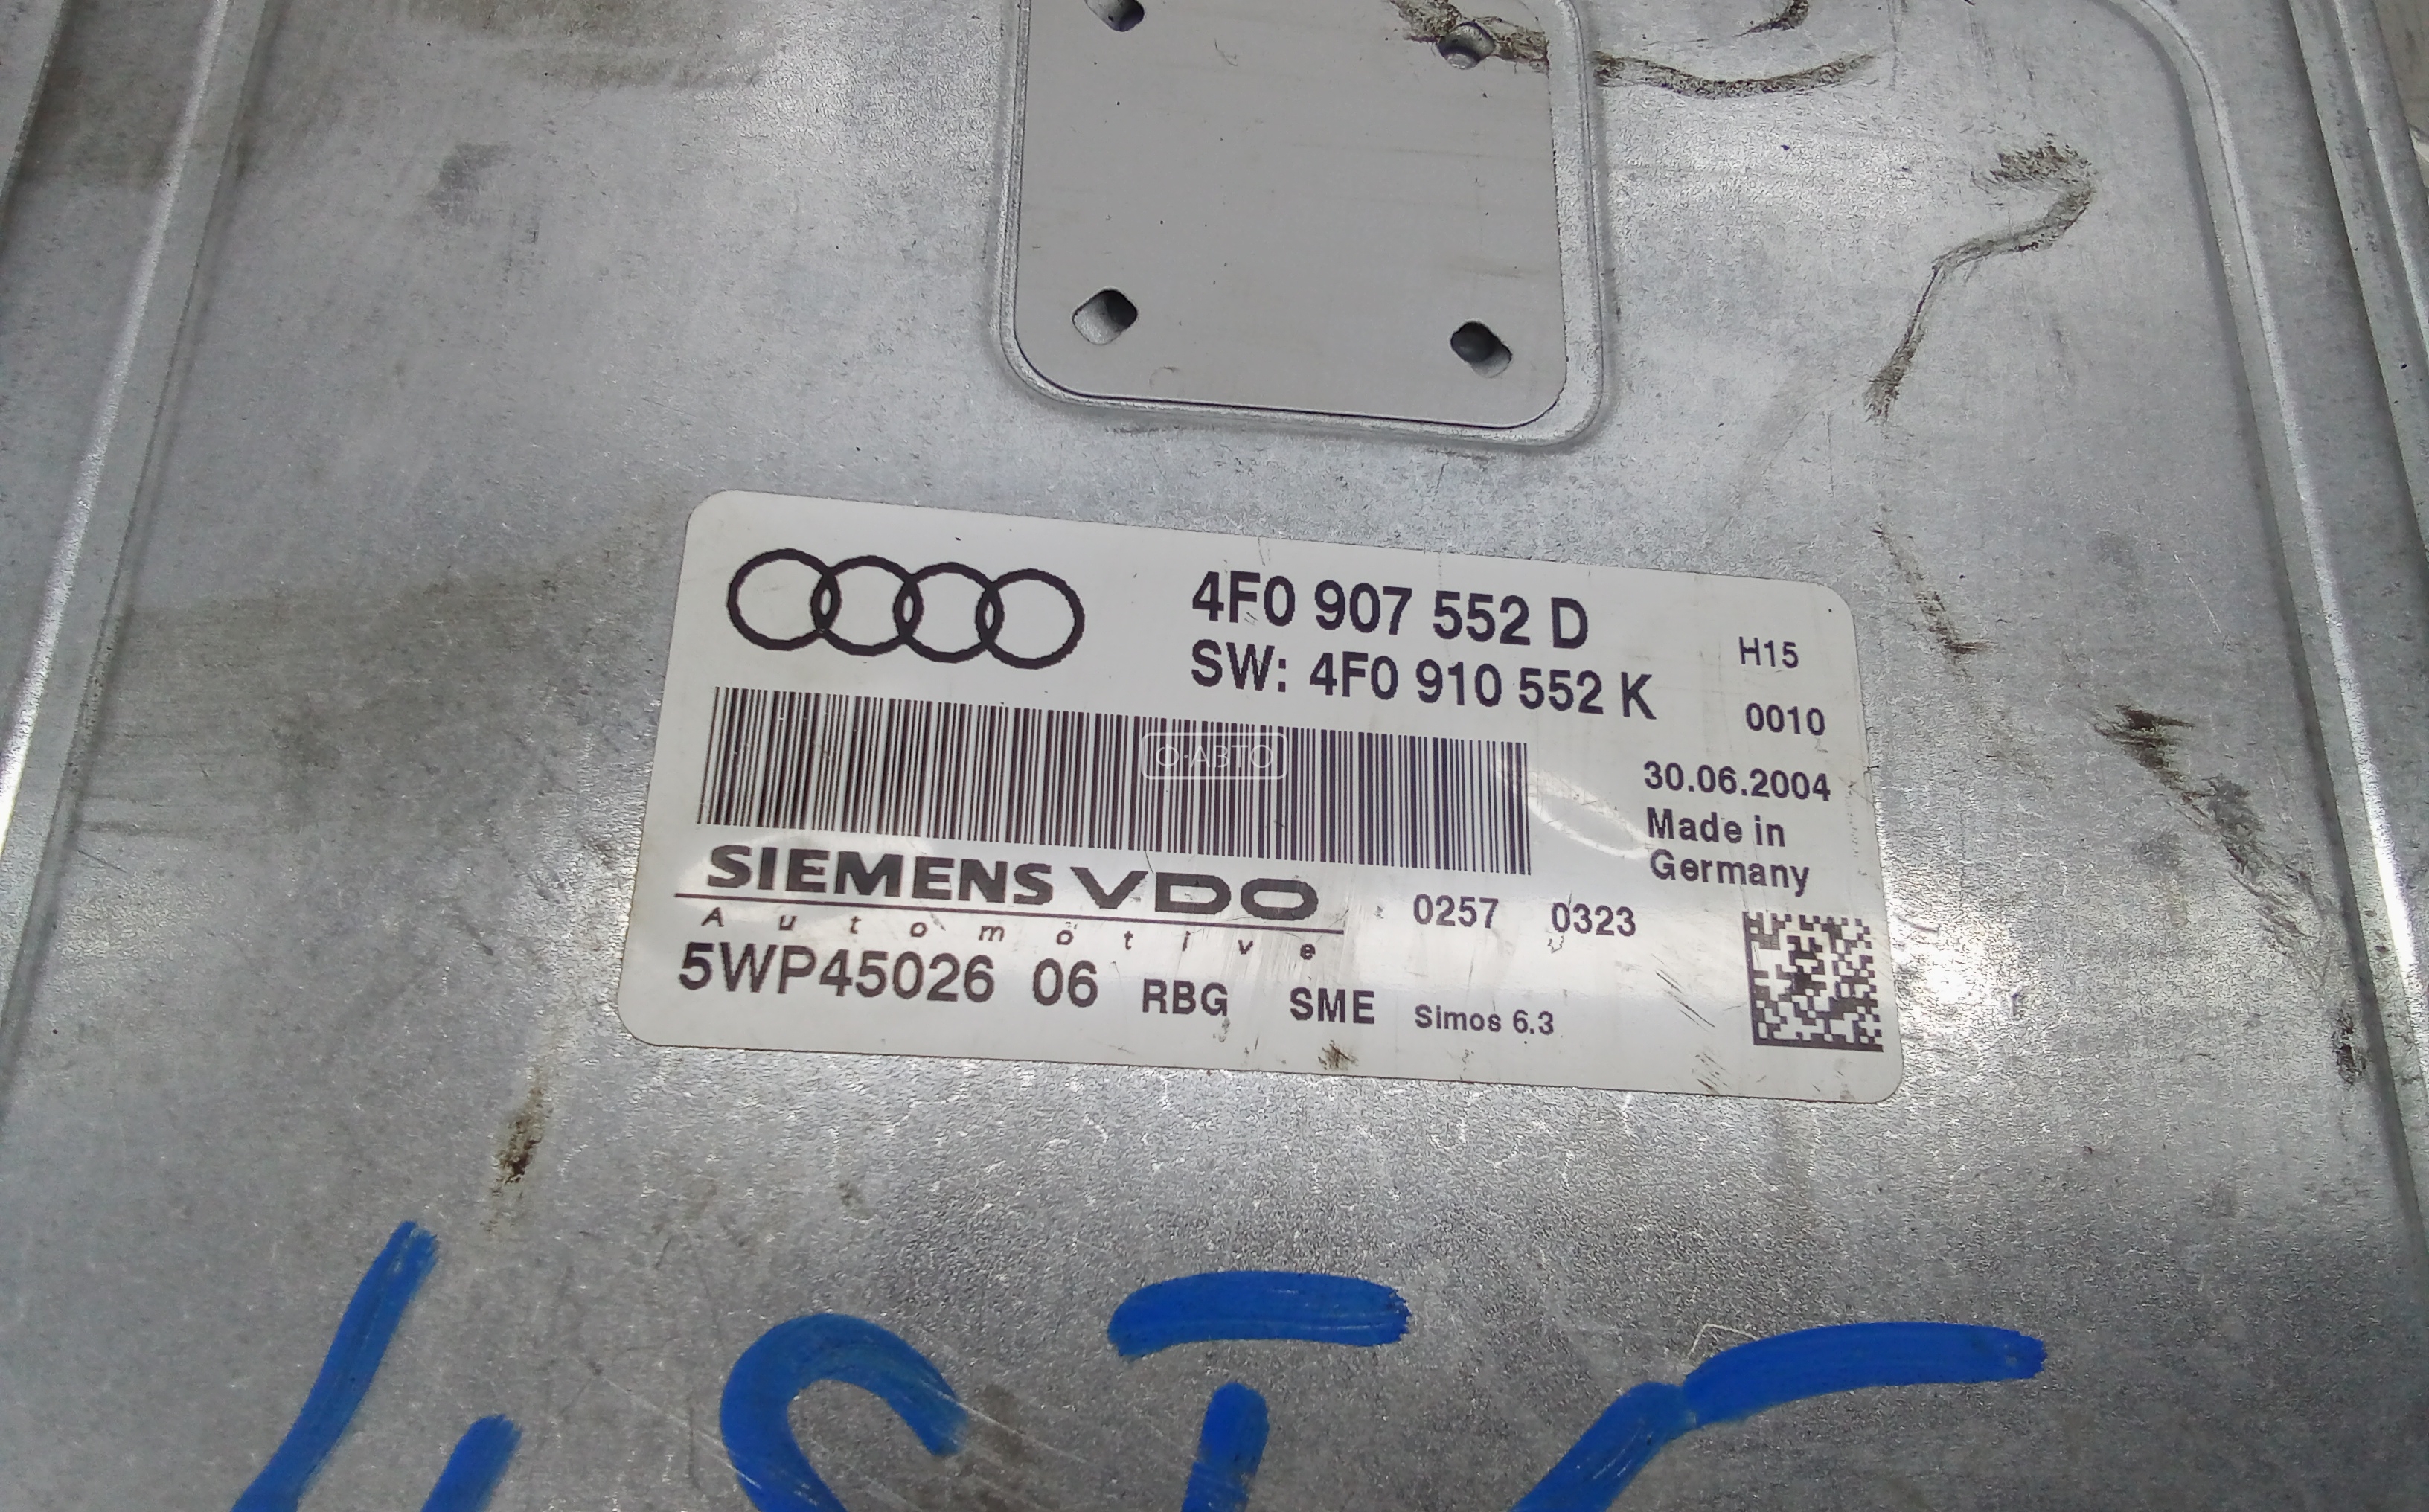 4F0 907 552 D
SW: 4F0 910 552 K
H15
0010
О·АВТО
30.06.2004
Made in
Germany
SIEMENS VDO
Automotive
0257 0323
5WP45026 06 RBG SME Simos 6.3